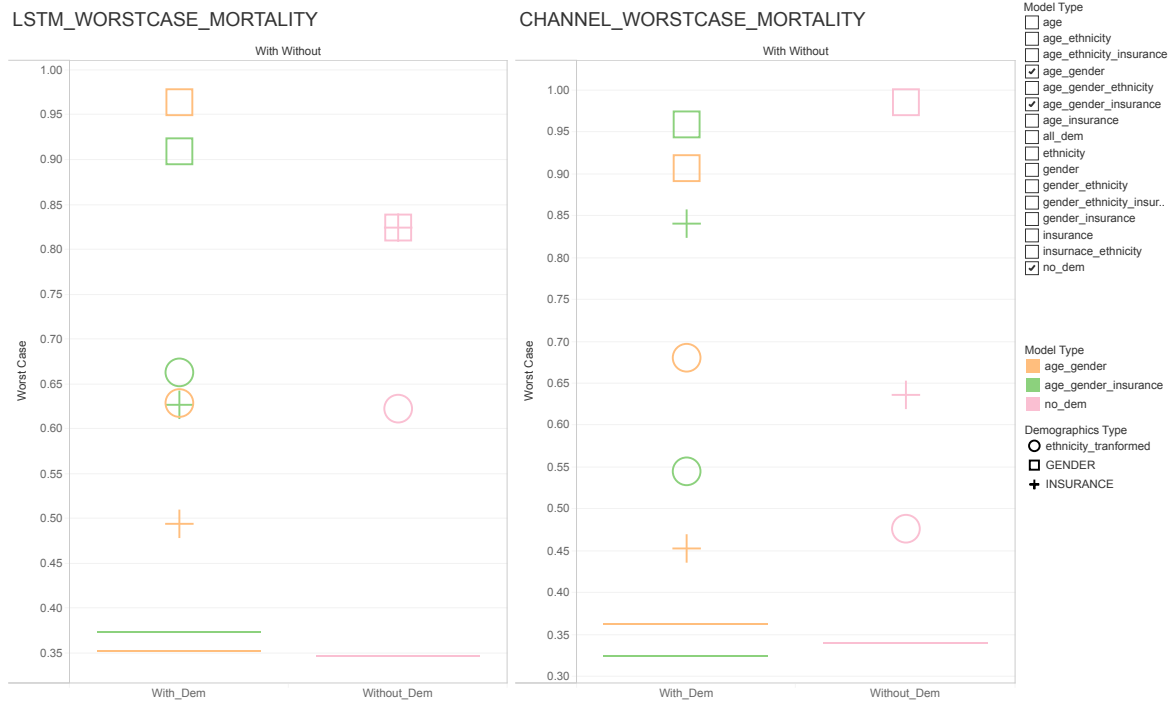 LSTM_WORSTCASE_MORTALITY
With Without
Worst Case
1.00
0.95
0.90
0.85
0.80
0.75
0.70
0.65
0.60
0.55
0.50
0.45
0.40
0.35
With_Dem
Without_Dem
CHANNEL_WORSTCASE_MORTALITY
With Without
Worst Case
1.00
0.95
0.90
0.85
0.80
0.75
0.70
0.65
0.60
0.55
0.50
0.45
0.40
0.35
0.30
With_Dem
Without_Dem
Model Type
age
age_ethnicity
age_ethnicity_insurance
age_gender
age_gender_ethnicity
age_gender_insurance
age_insurance
all_dem
ethnicity
gender
gender_ethnicity
gender_ethnicity_insur..
gender_insurance
insurance
insurnace_ethnicity
no_dem
Model Type
age_gender
age_gender_insurance
no_dem
Demographics Type
ethnicity_tranformed
GENDER
INSURANCE